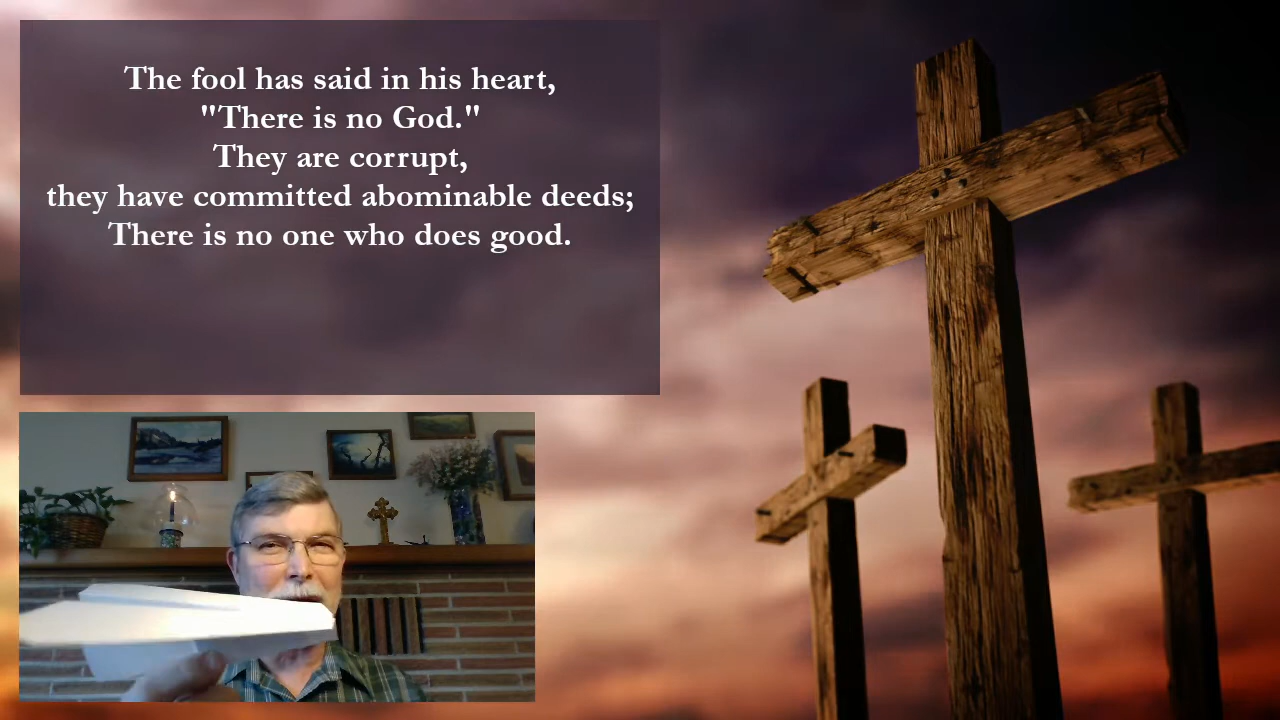 The fool has said in his heart,
"There is no God."
They are corrupt,
they have committed abominable deeds;
There is no one who does good.